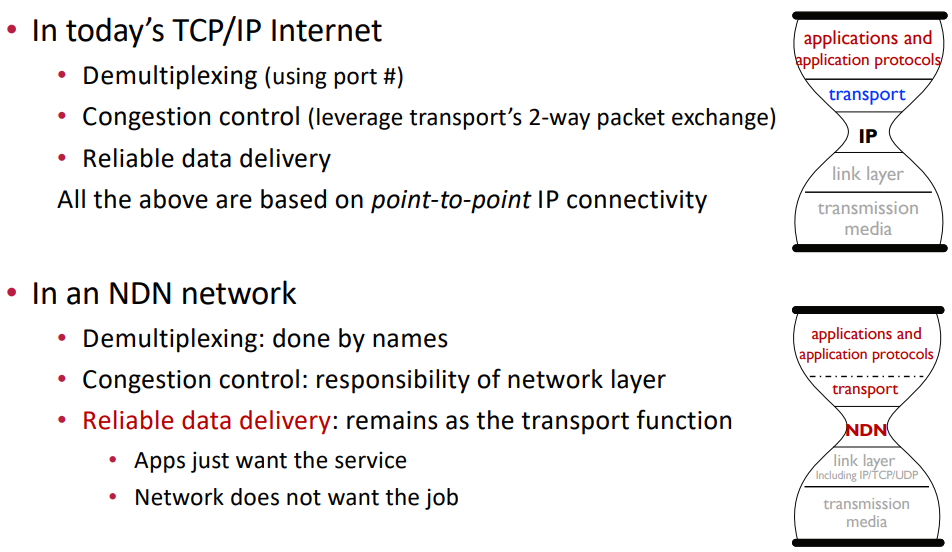 • In today's TCP/IP Internet
• Demultiplexing (using port #)
• Congestion control (leverage transport's 2-way packet exchange)
• Reliable data delivery
All the above are based on point-to-point IP connectivity
applications and
application protocols
transport
IP
link layer
transmission
media
• In an NDN network
• Demultiplexing: done by names
• Congestion control: responsibility of network layer
• Reliable data delivery: remains as the transport function
• Apps just want the service
• Network does not want the job
applications and
application protocols
transport
NDN
link layer
Including IP/TCP/UDP
transmission
media